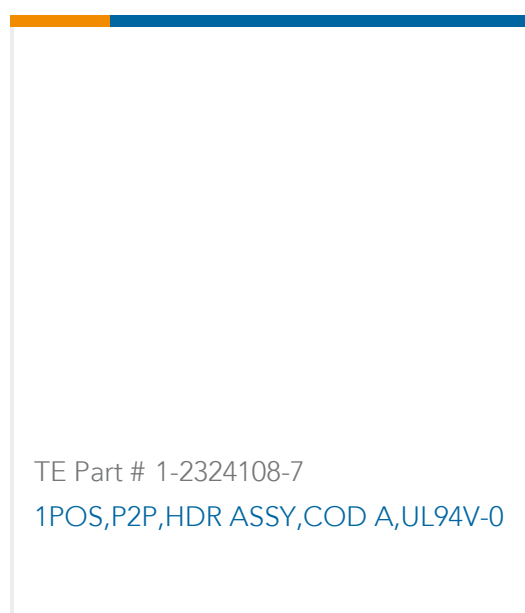 TE Part # 1-2324108-7
1POS,P2P,HDR ASSY,COD A,UL94V-0